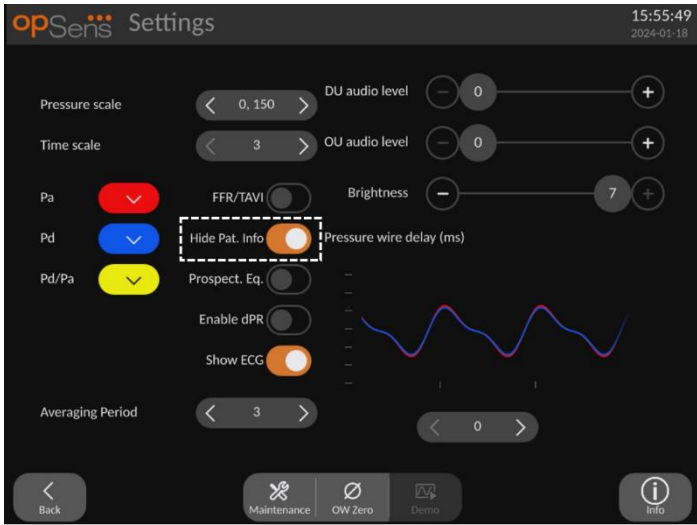 opSens Settings
15:55:49
2024-01-18
Pressure scale
0, 150
DU audio level
0
Time scale
3
OU audio level
0
Pa
FFR/TAVI
Brightness
7
Pd
Hide Pat. Info
Pressure wire delay (ms)
Pd/Pa
Prospect. Eq.
Enable dPR
Show ECG
Averaging Period
3
0
Back
Maintenance
OW Zero
Demo
Info